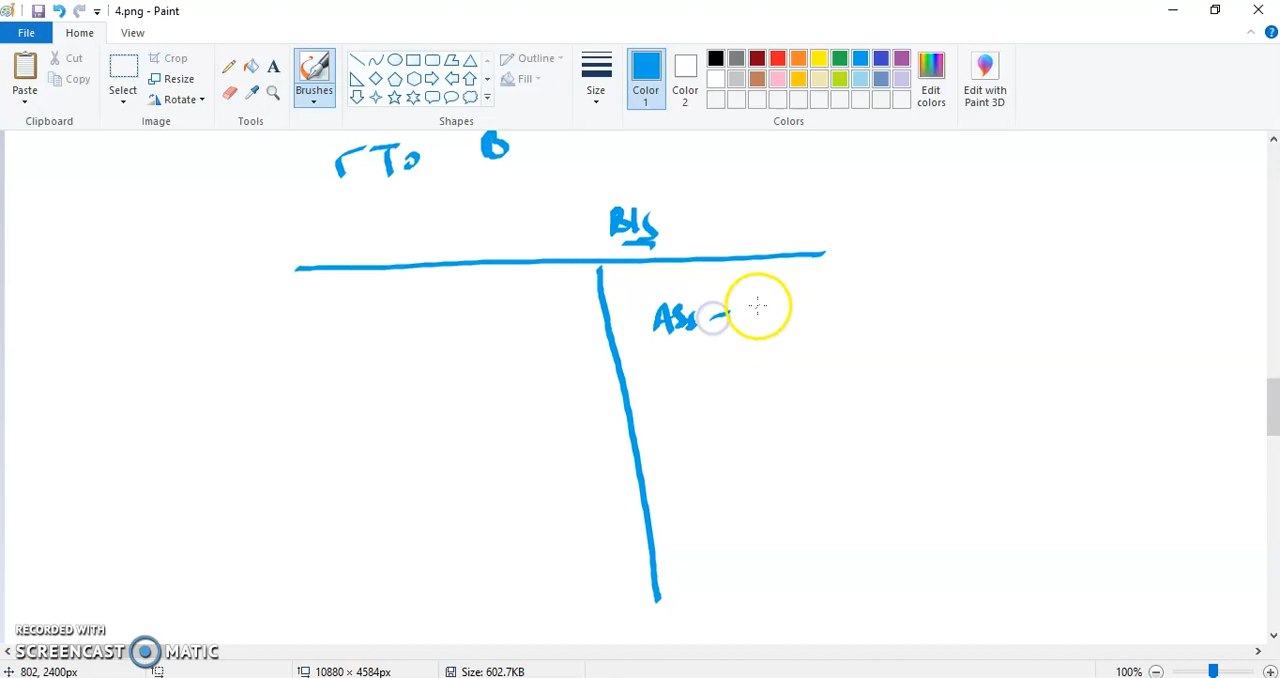 4.png - Paint
File Home View
Paste Cut Copy Select Crop Resize Rotate Brushes Outline Fill Size Color 1 Color 2 Edit colors Edit with Paint 3D
Clipboard Image Tools Shapes Colors
To B
B/s
Ass -
RECORDED WITH
SCREENCAST MATIC
802, 2400px 10880 × 4584px Size: 602.7KB 100%